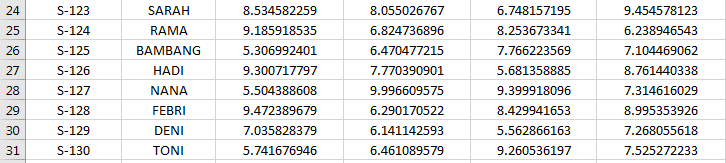 24 S-123 SARAH 8.534582259 8.055026767 6.748157195 9.454578123
25 S-124 RAMA 9.185918535 6.824736896 8.253673341 6.238946543
26 S-125 BAMBANG 5.306992401 6.470477215 7.766223569 7.104469062
27 S-126 HADI 9.300717797 7.770390901 5.681358885 8.761440338
28 S-127 NANA 5.504388608 9.996609575 9.399918096 7.314616029
29 S-128 FEBRI 9.472389679 6.290170522 8.429941653 8.995353926
30 S-129 DENI 7.035828379 6.141142593 5.562866163 7.268055618
31 S-130 TONI 5.741676946 6.461089579 9.260536197 7.525272233